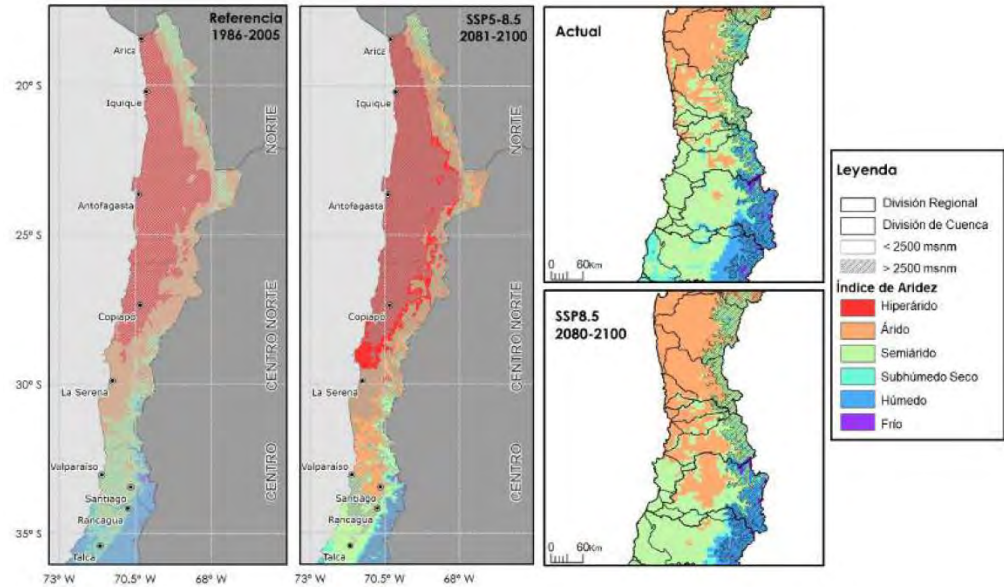 Referencia
1986-2005
Arica
Iquique
Antofagasta
Copiapo
La Serena
Valparaíso
Santiago
Rancagua
Talca
NORTE
CENTRO NORTE
CENTRO
20° S
25° S
30° S
35° S
73° W
70.5° W
68° W
SSP5-8.5
2081-2100
Arica
Iquique
Antofagasta
Copiapo
La Serena
Valparaíso
Santiago
Rancagua
Talca
NORTE
CENTRO NORTE
CENTRO
73° W
70.5° W
68° W
Actual
0 60Km
SSP8.5
2080-2100
0 60Km
Leyenda
División Regional
División de Cuenca
< 2500 msnm
> 2500 msnm
Índice de Aridez
Hiperárido
Árido
Semiárido
Subhúmedo Seco
Húmedo
Frío